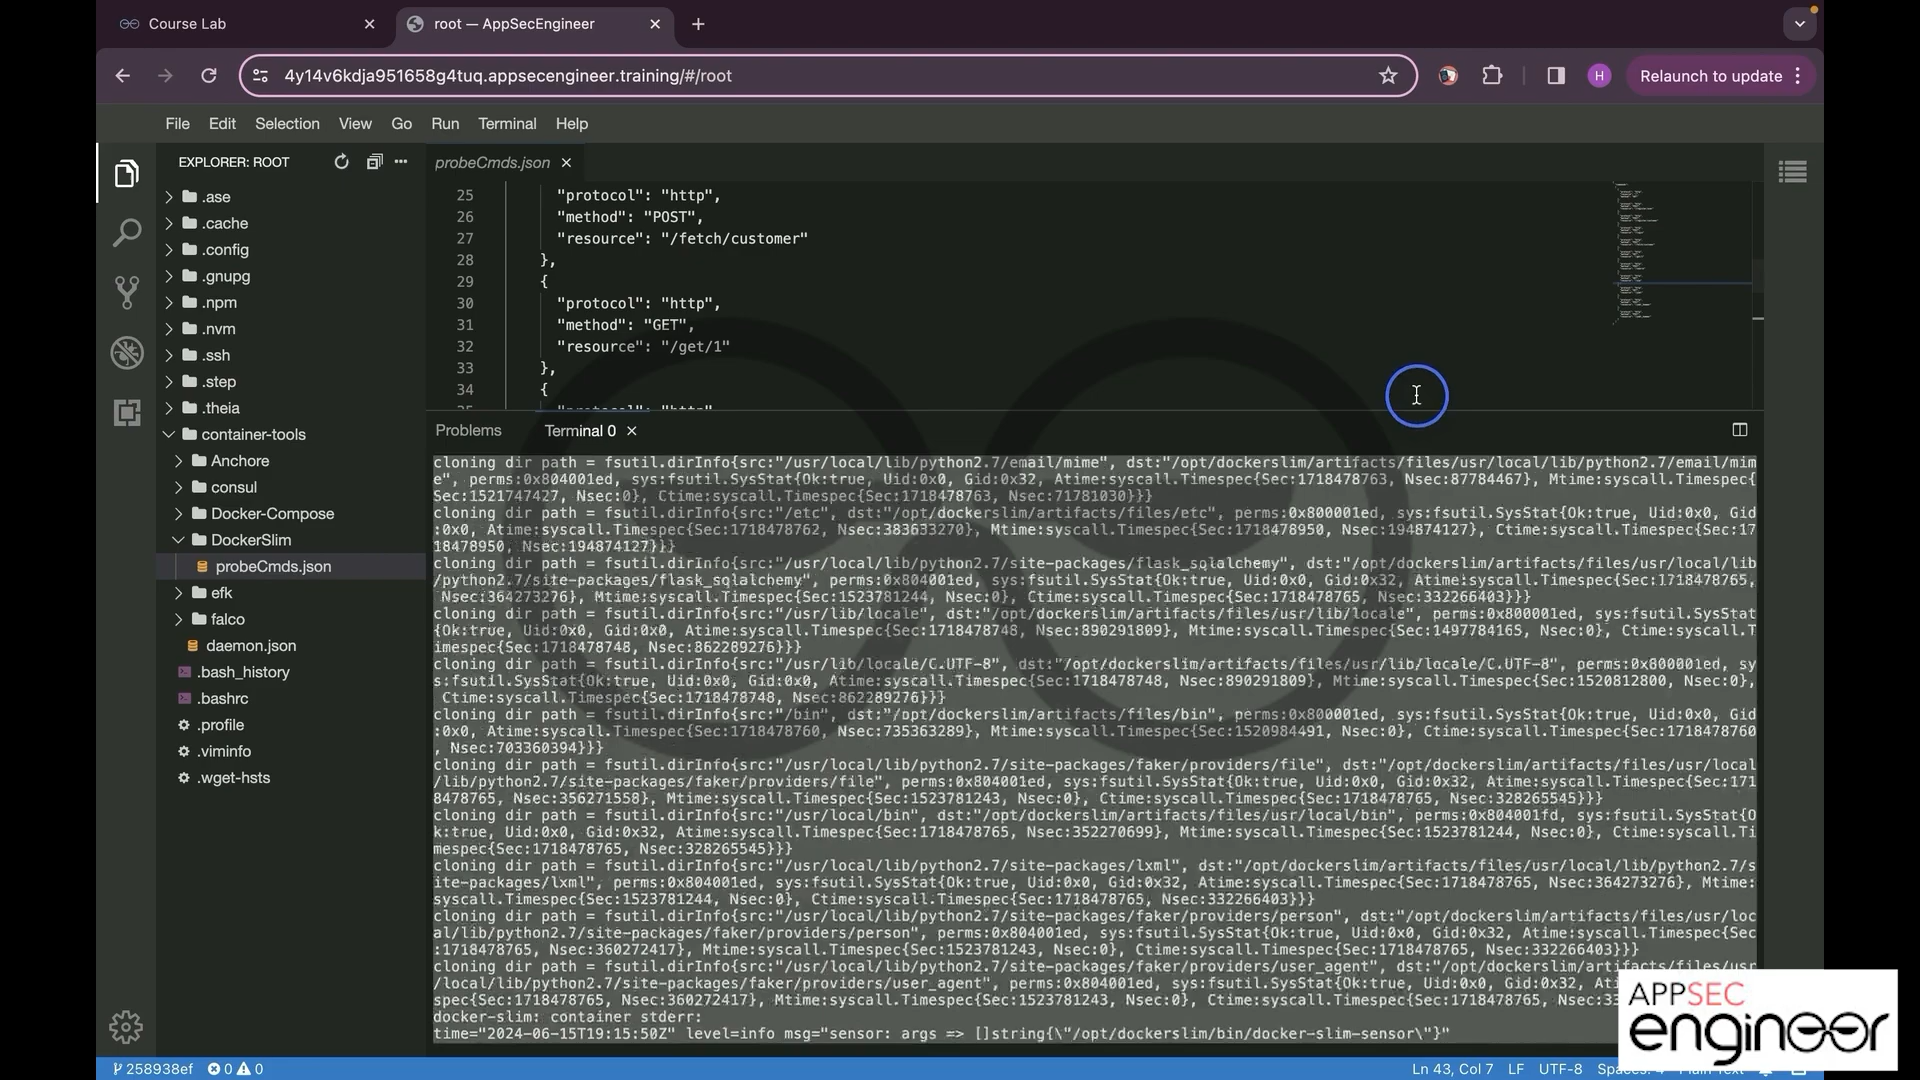 Course Lab
root — AppSecEngineer
4y14v6kdja951658g4tuq.appsecengineer.training/#/root
H
Relaunch to update
File Edit Selection View Go Run Terminal Help
EXPLORER: ROOT
.ase
.cache
.config
.gnupg
.npm
.nvm
.ssh
.step
.theia
container-tools
Anchore
consul
Docker-Compose
DockerSlim
probeCmds.json
efk
falco
daemon.json
.bash_history
.bashrc
.profile
.viminfo
.wget-hsts
probeCmds.json
25 "protocol": "http",
26 "method": "POST",
27 "resource": "/fetch/customer"
28 },
29 {
30 "protocol": "http",
31 "method": "GET",
32 "resource": "/get/1"
33 },
34 {
Problems Terminal 0
cloning dir path = fsutil.dirInfo{src:"/usr/local/lib/python2.7/email/mime", dst:"/opt/dockerslim/artifacts/files/usr/local/lib/python2.7/email/mim
e", perms:0x804001ed, sys:fsutil.SysStat{Ok:true, Uid:0x0, Gid:0x32, Atime:syscall.Timespec{Sec:1718478763, Nsec:87784467}, Mtime:syscall.Timespec{
Sec:1521747427, Nsec:0}, Ctime:syscall.Timespec{Sec:1718478763, Nsec:71781030}}}
cloning dir path = fsutil.dirInfo{src:"/etc", dst:"/opt/dockerslim/artifacts/files/etc", perms:0x800001ed, sys:fsutil.SysStat{Ok:true, Uid:0x0, Gid
:0x0, Atime:syscall.Timespec{Sec:1718478762, Nsec:383633270}, Mtime:syscall.Timespec{Sec:1718478950, Nsec:194874127}, Ctime:syscall.Timespec{Sec:17
18478950, Nsec:194874127}}}
cloning dir path = fsutil.dirInfo{src:"/usr/local/lib/python2.7/site-packages/flask_sqlalchemy", dst:"/opt/dockerslim/artifacts/files/usr/local/lib
/python2.7/site-packages/flask_sqlalchemy", perms:0x804001ed, sys:fsutil.SysStat{Ok:true, Uid:0x0, Gid:0x32, Atime:syscall.Timespec{Sec:1718478765,
Nsec:364273276}, Mtime:syscall.Timespec{Sec:1523781244, Nsec:0}, Ctime:syscall.Timespec{Sec:1718478765, Nsec:332266403}}}
cloning dir path = fsutil.dirInfo{src:"/usr/lib/locale", dst:"/opt/dockerslim/artifacts/files/usr/lib/locale", perms:0x800001ed, sys:fsutil.SysStat
{Ok:true, Uid:0x0, Gid:0x0, Atime:syscall.Timespec{Sec:1718478748, Nsec:890291809}, Mtime:syscall.Timespec{Sec:1497784165, Nsec:0}, Ctime:syscall.T
imespec{Sec:1718478748, Nsec:862289276}}}
cloning dir path = fsutil.dirInfo{src:"/usr/lib/locale/C.UTF-8", dst:"/opt/dockerslim/artifacts/files/usr/lib/locale/C.UTF-8", perms:0x800001ed, sy
s:fsutil.SysStat{Ok:true, Uid:0x0, Gid:0x0, Atime:syscall.Timespec{Sec:1718478748, Nsec:890291809}, Mtime:syscall.Timespec{Sec:1520812800, Nsec:0},
Ctime:syscall.Timespec{Sec:1718478748, Nsec:862289276}}}
cloning dir path = fsutil.dirInfo{src:"/bin", dst:"/opt/dockerslim/artifacts/files/bin", perms:0x800001ed, sys:fsutil.SysStat{Ok:true, Uid:0x0, Gid
:0x0, Atime:syscall.Timespec{Sec:1718478760, Nsec:735363289}, Mtime:syscall.Timespec{Sec:1520984491, Nsec:0}, Ctime:syscall.Timespec{Sec:1718478760
, Nsec:703360394}}}
cloning dir path = fsutil.dirInfo{src:"/usr/local/lib/python2.7/site-packages/faker/providers/file", dst:"/opt/dockerslim/artifacts/files/usr/local
/lib/python2.7/site-packages/faker/providers/file", perms:0x804001ed, sys:fsutil.SysStat{Ok:true, Uid:0x0, Gid:0x32, Atime:syscall.Timespec{Sec:171
8478765, Nsec:356271558}, Mtime:syscall.Timespec{Sec:1523781243, Nsec:0}, Ctime:syscall.Timespec{Sec:1718478765, Nsec:328265545}}}
cloning dir path = fsutil.dirInfo{src:"/usr/local/bin", dst:"/opt/dockerslim/artifacts/files/usr/local/bin", perms:0x804001fd, sys:fsutil.SysStat{O
k:true, Uid:0x0, Gid:0x32, Atime:syscall.Timespec{Sec:1718478765, Nsec:352270699}, Mtime:syscall.Timespec{Sec:1523781244, Nsec:0}, Ctime:syscall.Ti
mespec{Sec:1718478765, Nsec:328265545}}}
cloning dir path = fsutil.dirInfo{src:"/usr/local/lib/python2.7/site-packages/lxml", dst:"/opt/dockerslim/artifacts/files/usr/local/lib/python2.7/s
ite-packages/lxml", perms:0x804001ed, sys:fsutil.SysStat{Ok:true, Uid:0x0, Gid:0x32, Atime:syscall.Timespec{Sec:1718478765, Nsec:364273276}, Mtime:
syscall.Timespec{Sec:1523781244, Nsec:0}, Ctime:syscall.Timespec{Sec:1718478765, Nsec:332266403}}}
cloning dir path = fsutil.dirInfo{src:"/usr/local/lib/python2.7/site-packages/faker/providers/person", dst:"/opt/dockerslim/artifacts/files/usr/loc
al/lib/python2.7/site-packages/faker/providers/person", perms:0x804001ed, sys:fsutil.SysStat{Ok:true, Uid:0x0, Gid:0x32, Atime:syscall.Timespec{Sec
:1718478765, Nsec:360272417}, Mtime:syscall.Timespec{Sec:1523781243, Nsec:0}, Ctime:syscall.Timespec{Sec:1718478765, Nsec:332266403}}}
cloning dir path = fsutil.dirInfo{src:"/usr/local/lib/python2.7/site-packages/faker/providers/user_agent", dst:"/opt/dockerslim/artifacts/files/usr
/local/lib/python2.7/site-packages/faker/providers/user_agent", perms:0x804001ed, sys:fsutil.SysStat{Ok:true, Uid:0x0, Gid:0x32, At
spec{Sec:1718478765, Nsec:360272417}, Mtime:syscall.Timespec{Sec:1523781243, Nsec:0}, Ctime:syscall.Timespec{Sec:1718478765, Nsec:33
docker-slim: container stderr:
time="2024-06-15T19:15:50Z" level=info msg="sensor: args => []string{\"/opt/dockerslim/bin/docker-slim-sensor\"}"
APPSEC
engineer
258938ef 0 0 Ln 43, Col 7 LF UTF-8